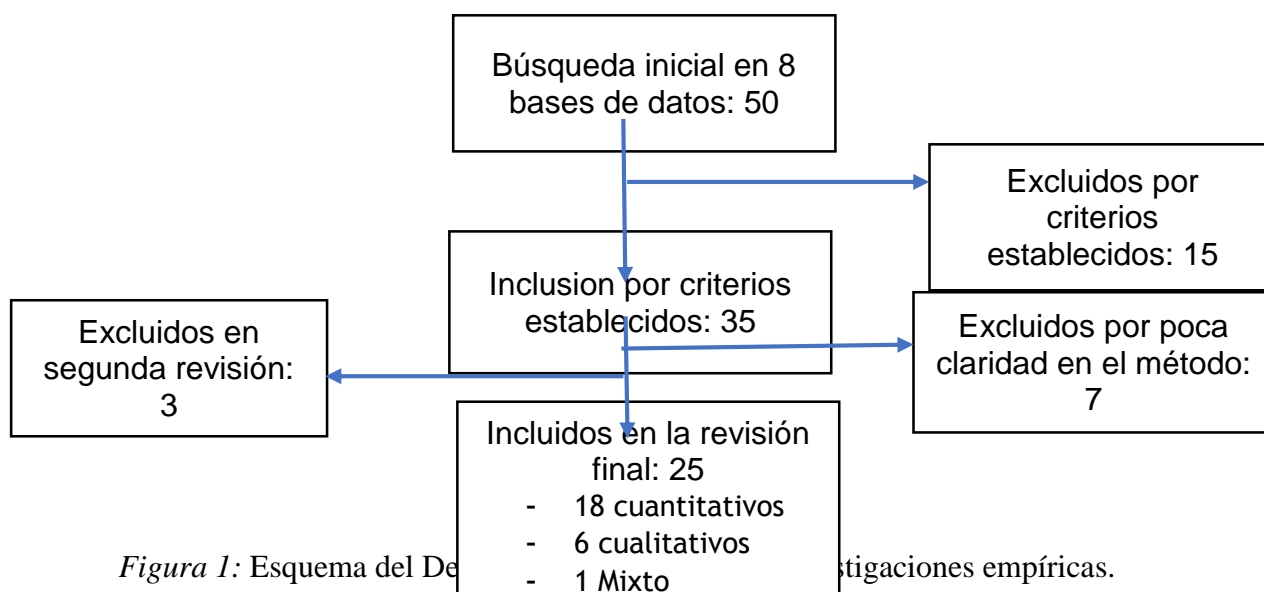 Búsqueda inicial en 8
bases de datos: 50
Excluidos por
criterios
establecidos: 15
Inclusion por criterios
establecidos: 35
Excluidos en
segunda revisión:
3
Excluidos por poca
claridad en el método:
7
Incluidos en la revisión
final: 25
- 18 cuantitativos
- 6 cualitativos
- 1 Mixto
Figura 1: Esquema del empíricas.